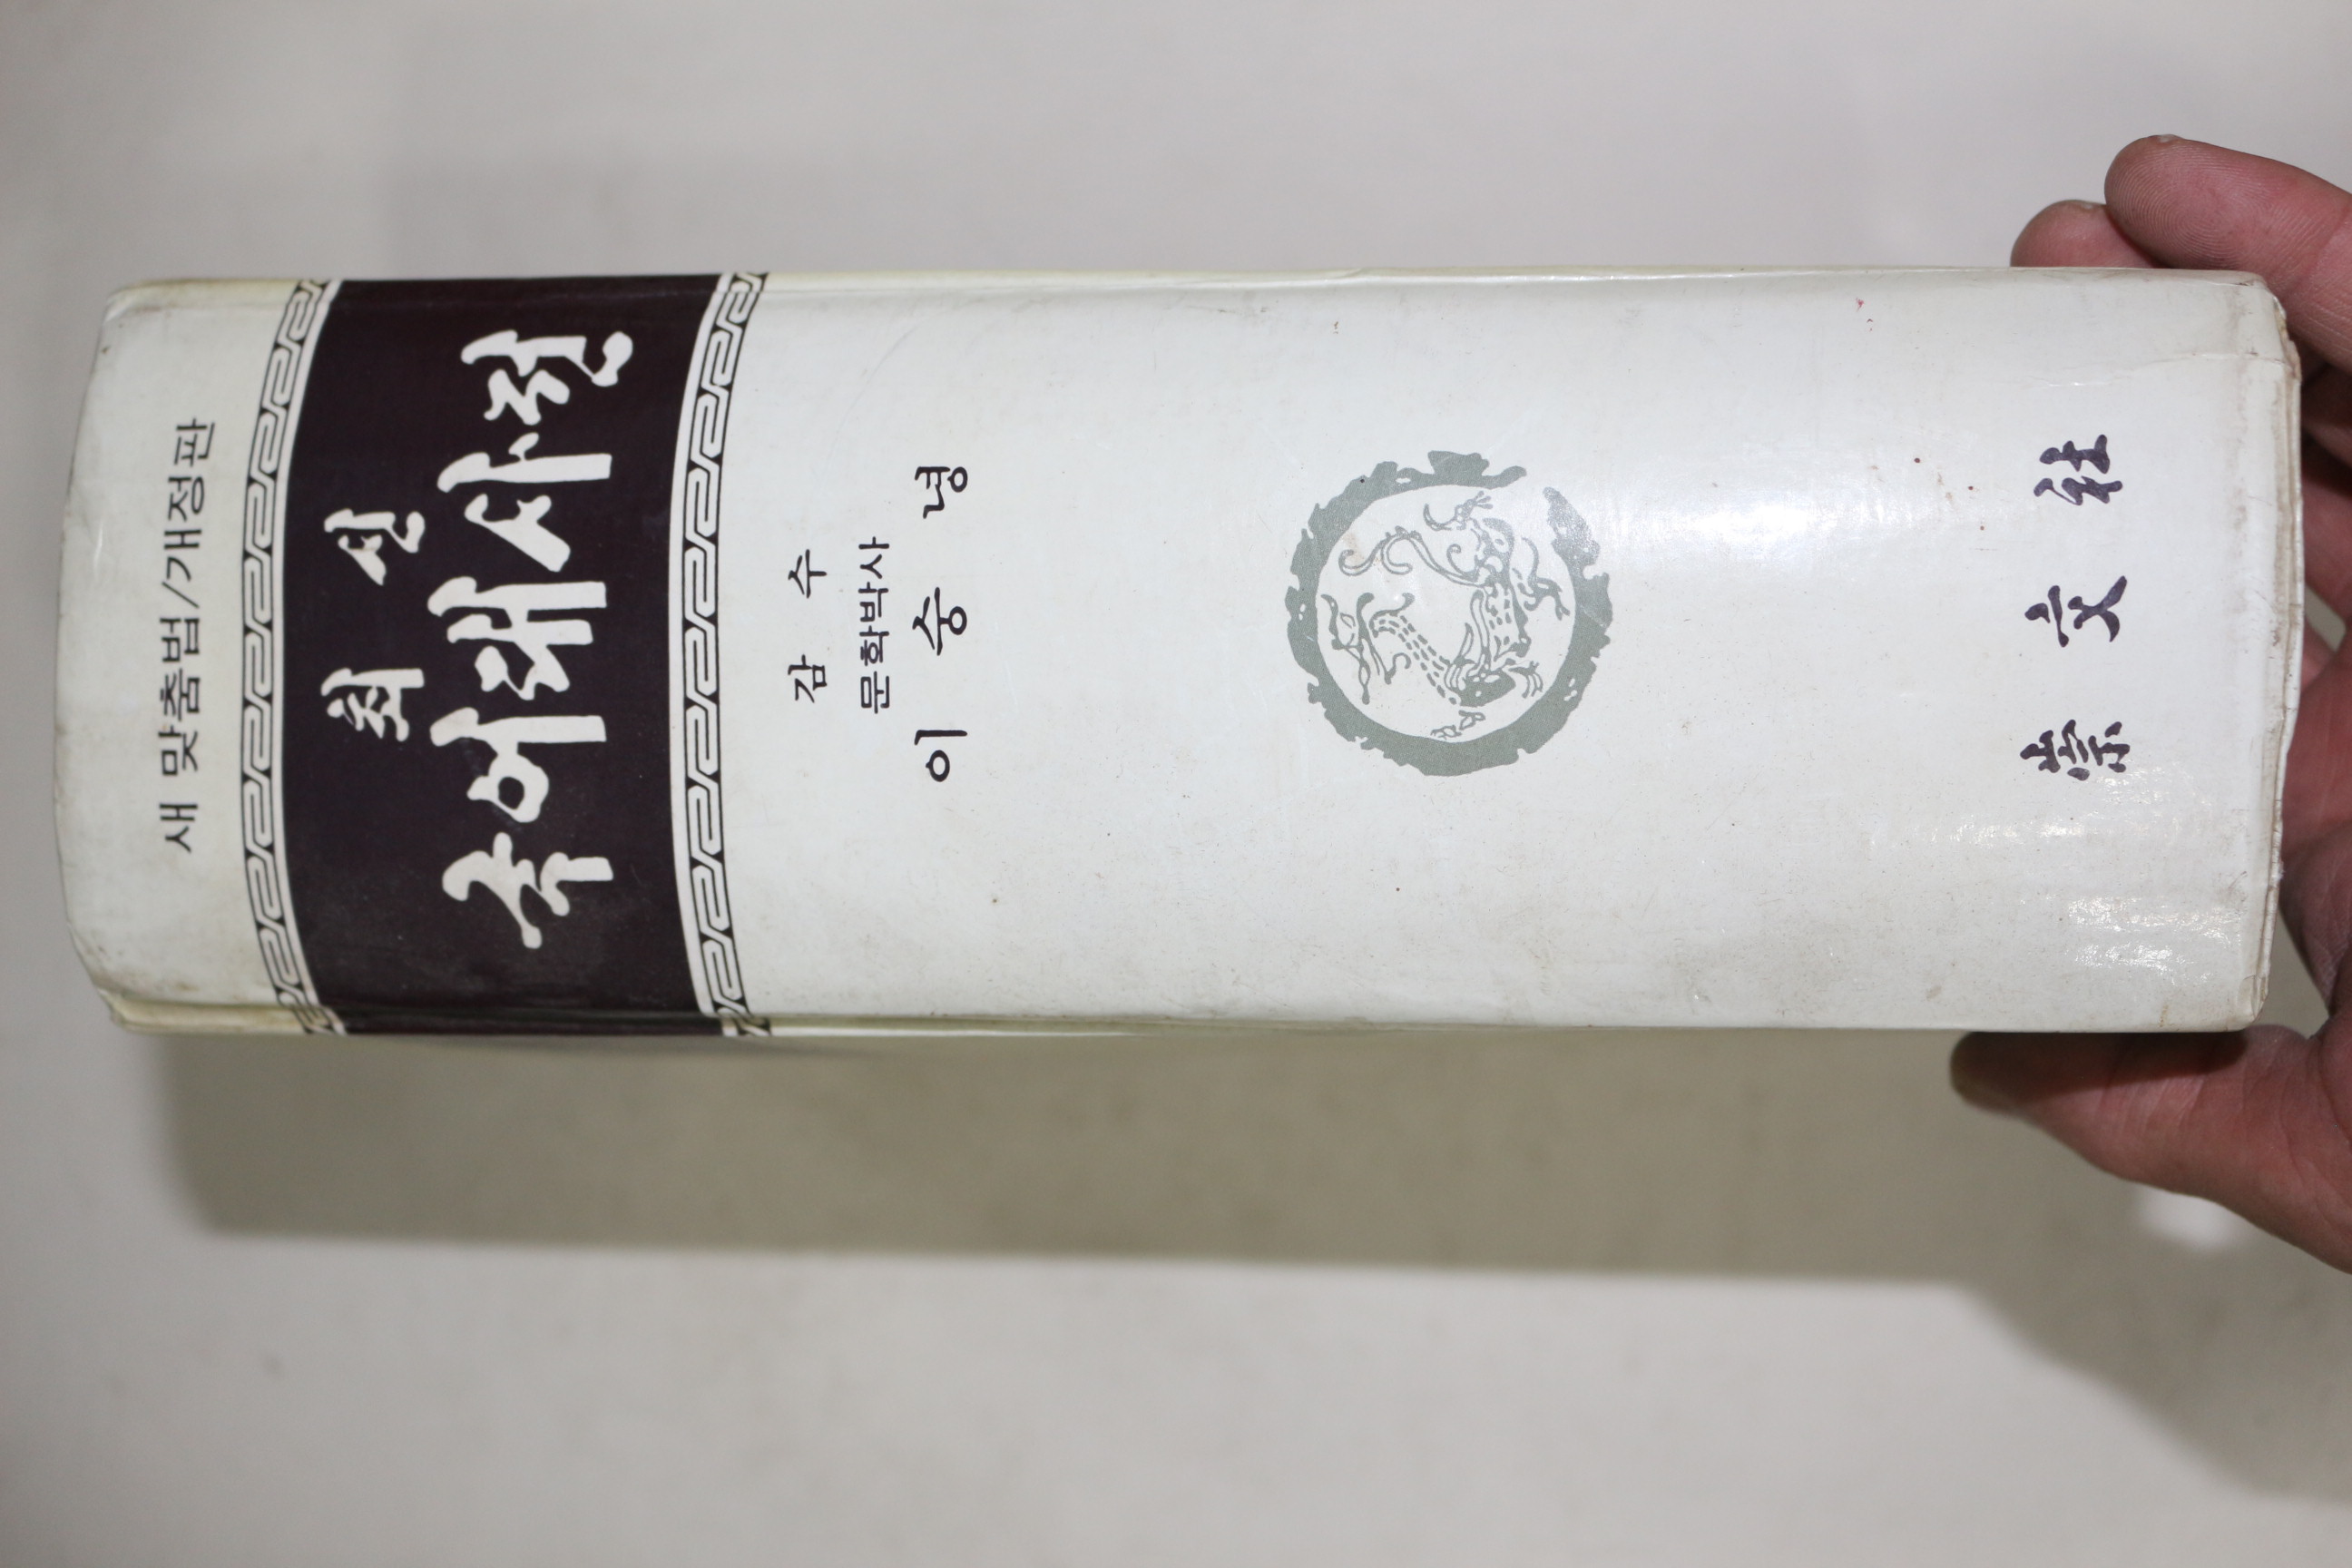 새 맞춤법/개정판
최신
국어대사전
감 수
문학박사
이 숭 녕
崇文社